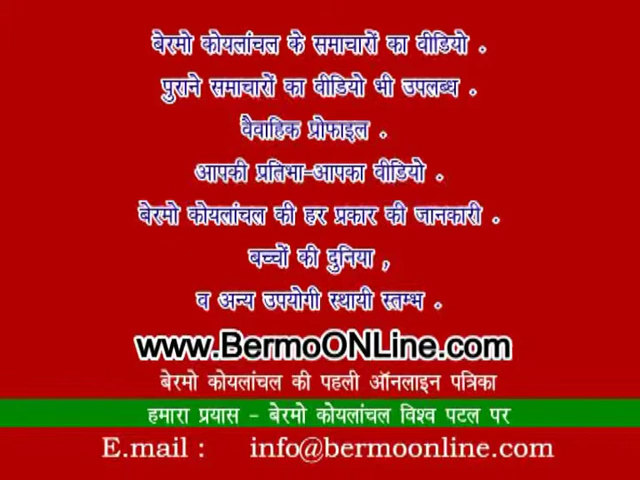 बेरमो कोयलांचल के समाचारों का वीडियो .
पुराने समाचारों का वीडियो भी उपलब्ध .
वैवाहिक प्रोफाइल .
आपकी प्रतिभा-आपका वीडियो .
बेरमो कोयलांचल की हर प्रकार की जानकारी .
बच्चों की दुनिया ,
व अन्य उपयोगी स्थायी स्तम्भ .
www.BermoONLine.com
बेरमो कोयलांचल की पहली ऑनलाइन पत्रिका
हमारा प्रयास - बेरमो कोयलांचल विश्व पटल पर
E.mail : info@bermoonline.com